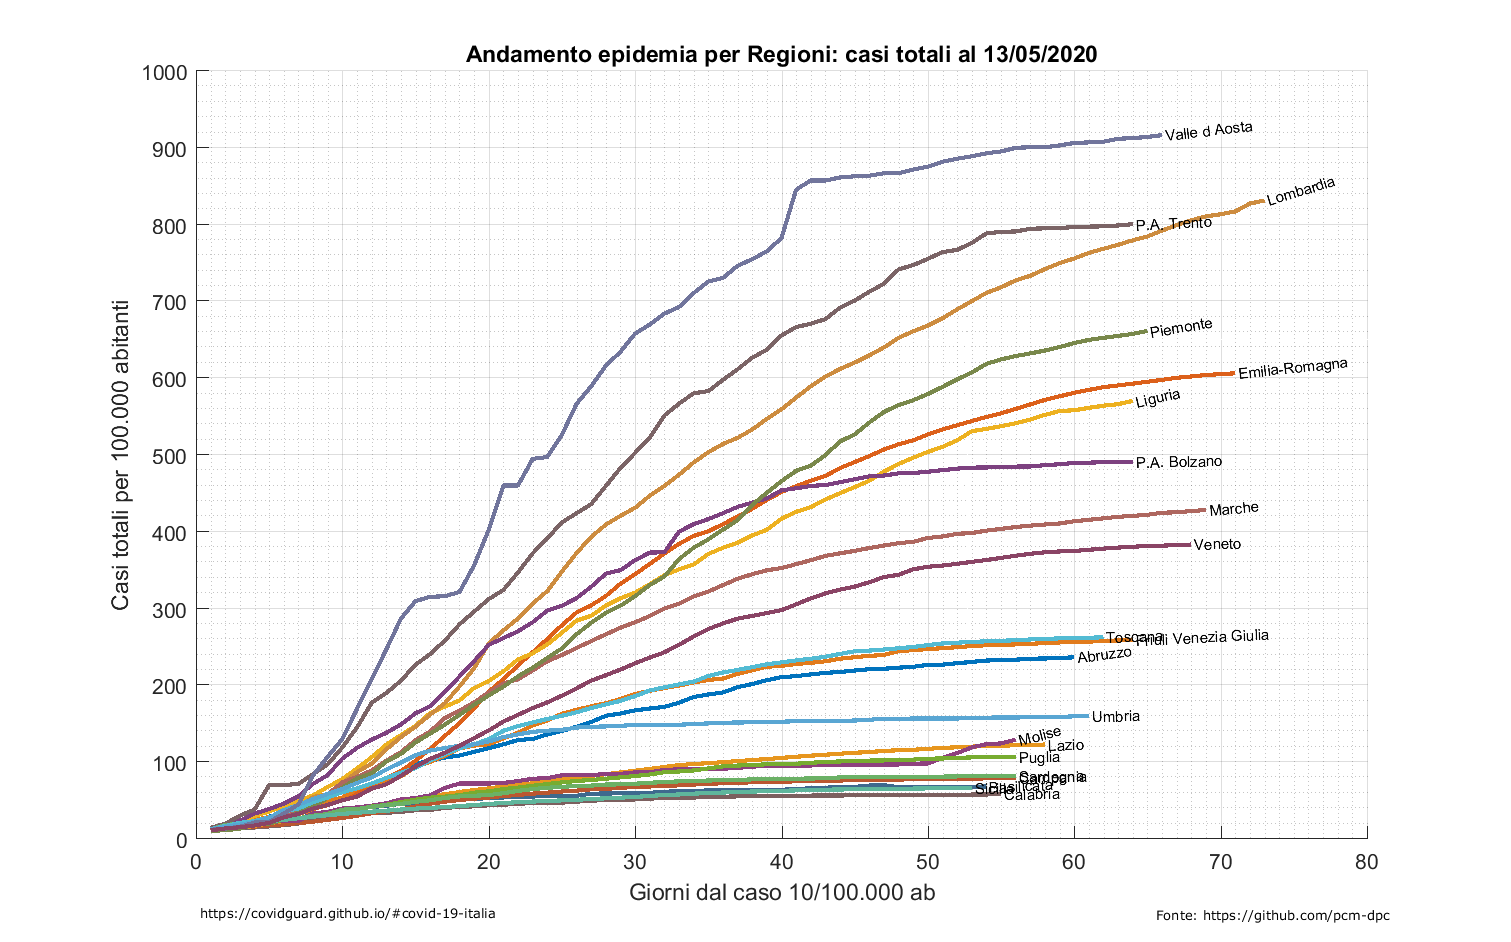 Andamento epidemia per Regioni: casi totali al 13/05/2020
1000
900
800
700
600
500
400
300
200
100
0
Casi totali per 100.000 abitanti
Valle d Aosta
Lombardia
P.A. Trento
Piemonte
Emilia-Romagna
Liguria
P.A. Bolzano
Marche
Veneto
Toscana
Friuli Venezia Giulia
Abruzzo
Umbria
Molise
Lazio
Puglia
Sardegna
Basilicata
Sicilia
Calabria
0 10 20 30 40 50 60 70 80
Giorni dal caso 10/100.000 ab
https://covidguard.github.io/#covid-19-italia
Fonte: https://github.com/pcm-dpc